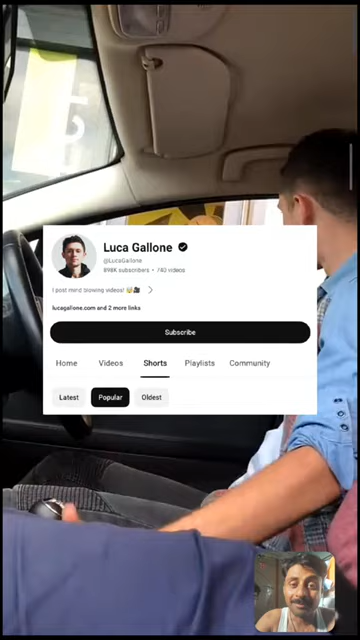 Luca Gallone
@LucaGallone
898K subscribers • 740 videos
I post mind blowing videos! 🤯🎥
lucagallone.com and 2 more links
Subscribe
Home Videos Shorts Playlists Community
Latest Popular Oldest